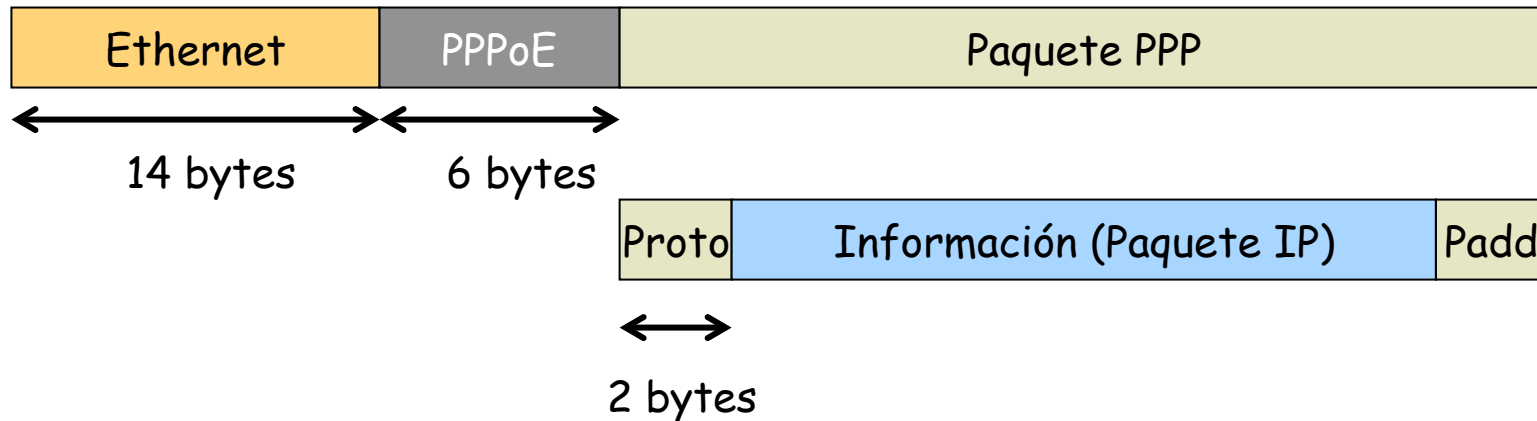 Ethernet PPPoE Paquete PPP
14 bytes 6 bytes
Proto Información (Paquete IP) Padd
2 bytes